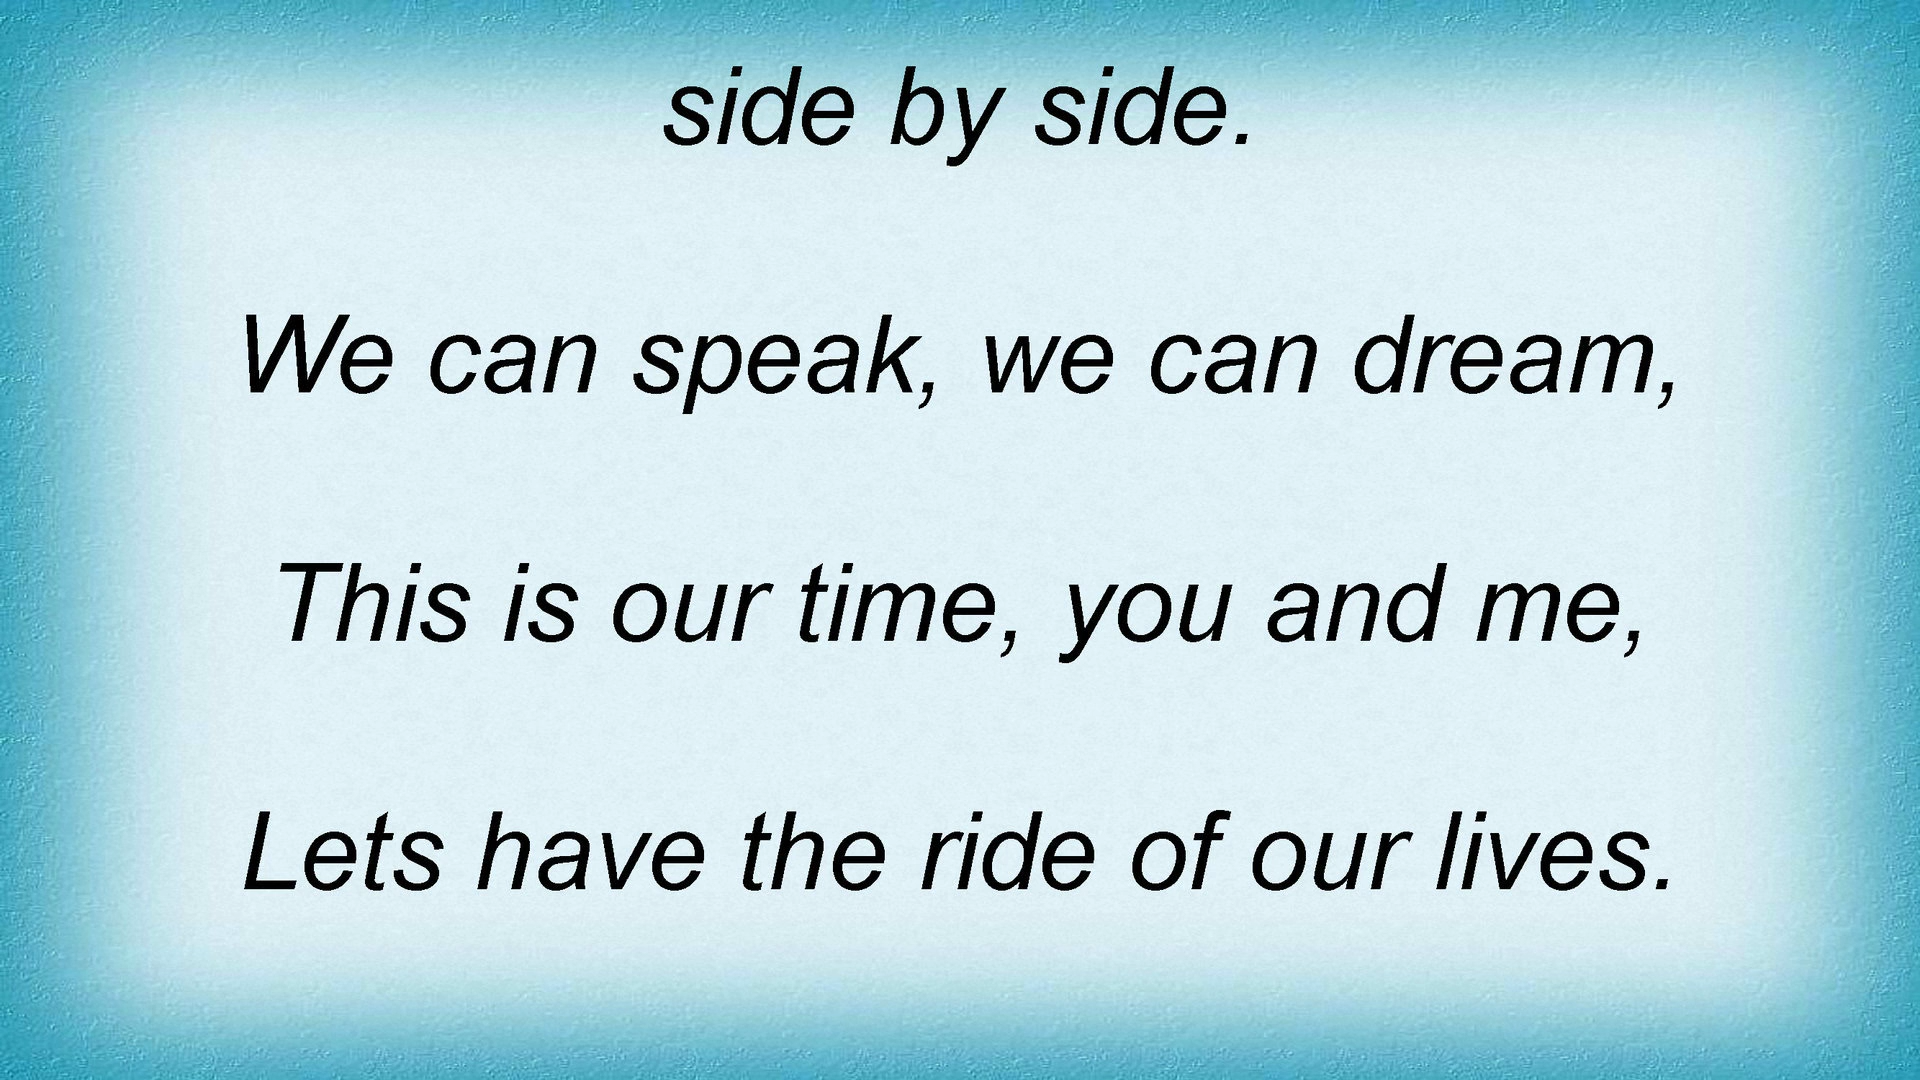 side by side.
We can speak, we can dream,
This is our time, you and me,
Lets have the ride of our lives.